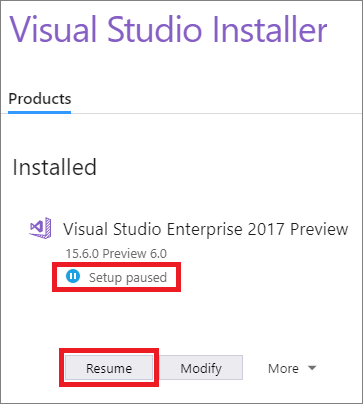 Visual Studio Installer
Products
Installed
Visual Studio Enterprise 2017 Preview
15.6.0 Preview 6.0
Setup paused
Resume Modify More